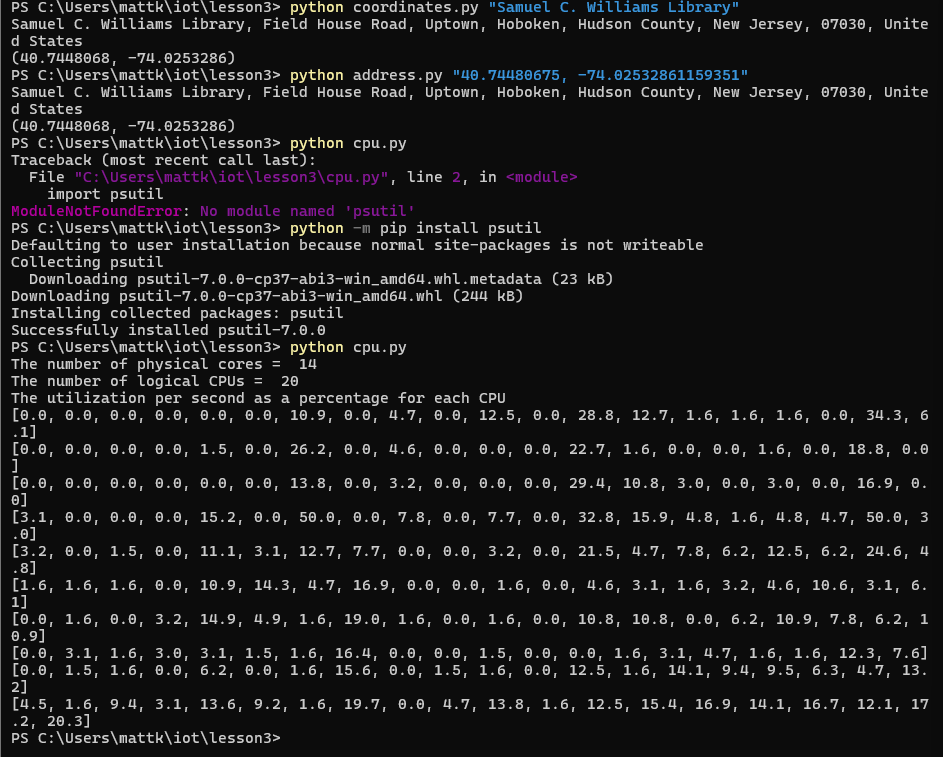 PS C:\Users\mattk\iot\lesson3> python coordinates.py "Samuel C. Williams Library"
Samuel C. Williams Library, Field House Road, Uptown, Hoboken, Hudson County, New Jersey, 07030, Unite
d States
(40.7448068, -74.0253286)
PS C:\Users\mattk\iot\lesson3> python address.py "40.74480675, -74.02532861159351"
Samuel C. Williams Library, Field House Road, Uptown, Hoboken, Hudson County, New Jersey, 07030, Unite
d States
(40.7448068, -74.0253286)
PS C:\Users\mattk\iot\lesson3> python cpu.py
Traceback (most recent call last):
  File "C:\Users\mattk\iot\lesson3\cpu.py", line 2, in <module>
    import psutil
ModuleNotFoundError: No module named 'psutil'
PS C:\Users\mattk\iot\lesson3> python -m pip install psutil
Defaulting to user installation because normal site-packages is not writeable
Collecting psutil
  Downloading psutil-7.0.0-cp37-abi3-win_amd64.whl.metadata (23 kB)
Downloading psutil-7.0.0-cp37-abi3-win_amd64.whl (244 kB)
Installing collected packages: psutil
Successfully installed psutil-7.0.0
PS C:\Users\mattk\iot\lesson3> python cpu.py
The number of physical cores =  14
The number of logical CPUs =  20
The utilization per second as a percentage for each CPU
[0.0, 0.0, 0.0, 0.0, 0.0, 0.0, 10.9, 0.0, 4.7, 0.0, 12.5, 0.0, 28.8, 12.7, 1.6, 1.6, 1.6, 0.0, 34.3, 6
.1]
[0.0, 0.0, 0.0, 0.0, 1.5, 0.0, 26.2, 0.0, 4.6, 0.0, 0.0, 0.0, 22.7, 1.6, 0.0, 0.0, 1.6, 0.0, 18.8, 0.0
]
[0.0, 0.0, 0.0, 0.0, 0.0, 0.0, 13.8, 0.0, 3.2, 0.0, 0.0, 0.0, 29.4, 10.8, 3.0, 0.0, 3.0, 0.0, 16.9, 0.
0]
[3.1, 0.0, 0.0, 0.0, 15.2, 0.0, 50.0, 0.0, 7.8, 0.0, 7.7, 0.0, 32.8, 15.9, 4.8, 1.6, 4.8, 4.7, 50.0, 3
.0]
[3.2, 0.0, 1.5, 0.0, 11.1, 3.1, 12.7, 7.7, 0.0, 0.0, 3.2, 0.0, 21.5, 4.7, 7.8, 6.2, 12.5, 6.2, 24.6, 4
.8]
[1.6, 1.6, 1.6, 0.0, 10.9, 14.3, 4.7, 16.9, 0.0, 0.0, 1.6, 0.0, 4.6, 3.1, 1.6, 3.2, 4.6, 10.6, 3.1, 6.
1]
[0.0, 1.6, 0.0, 3.2, 14.9, 4.9, 1.6, 19.0, 1.6, 0.0, 1.6, 0.0, 10.8, 10.8, 0.0, 6.2, 10.9, 7.8, 6.2, 1
0.9]
[0.0, 3.1, 1.6, 3.0, 3.1, 1.5, 1.6, 16.4, 0.0, 0.0, 1.5, 0.0, 0.0, 1.6, 3.1, 4.7, 1.6, 1.6, 12.3, 7.6]
[0.0, 1.5, 1.6, 0.0, 6.2, 0.0, 1.6, 15.6, 0.0, 1.5, 1.6, 0.0, 12.5, 1.6, 14.1, 9.4, 9.5, 6.3, 4.7, 13.
2]
[4.5, 1.6, 9.4, 3.1, 13.6, 9.2, 1.6, 19.7, 0.0, 4.7, 13.8, 1.6, 12.5, 15.4, 16.9, 14.1, 16.7, 12.1, 17
.2, 20.3]
PS C:\Users\mattk\iot\lesson3>